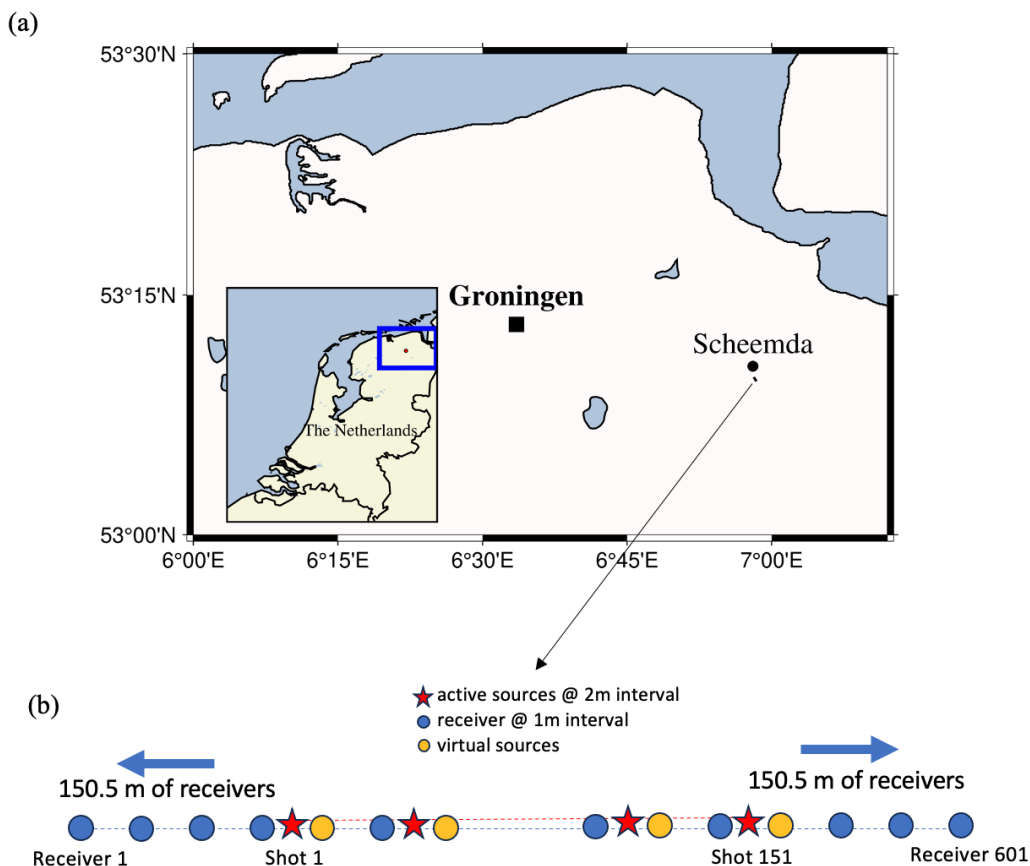 (a)
53°30'N
53°15'N
53°00'N
Groningen
Scheemda
The Netherlands
6°00'E
6°15'E
6°30'E
6°45'E
7°00'E
active sources @ 2m interval
receiver @ 1m interval
virtual sources
(b)
150.5 m of receivers
150.5 m of receivers
Receiver 1
Shot 1
Shot 151
Receiver 601